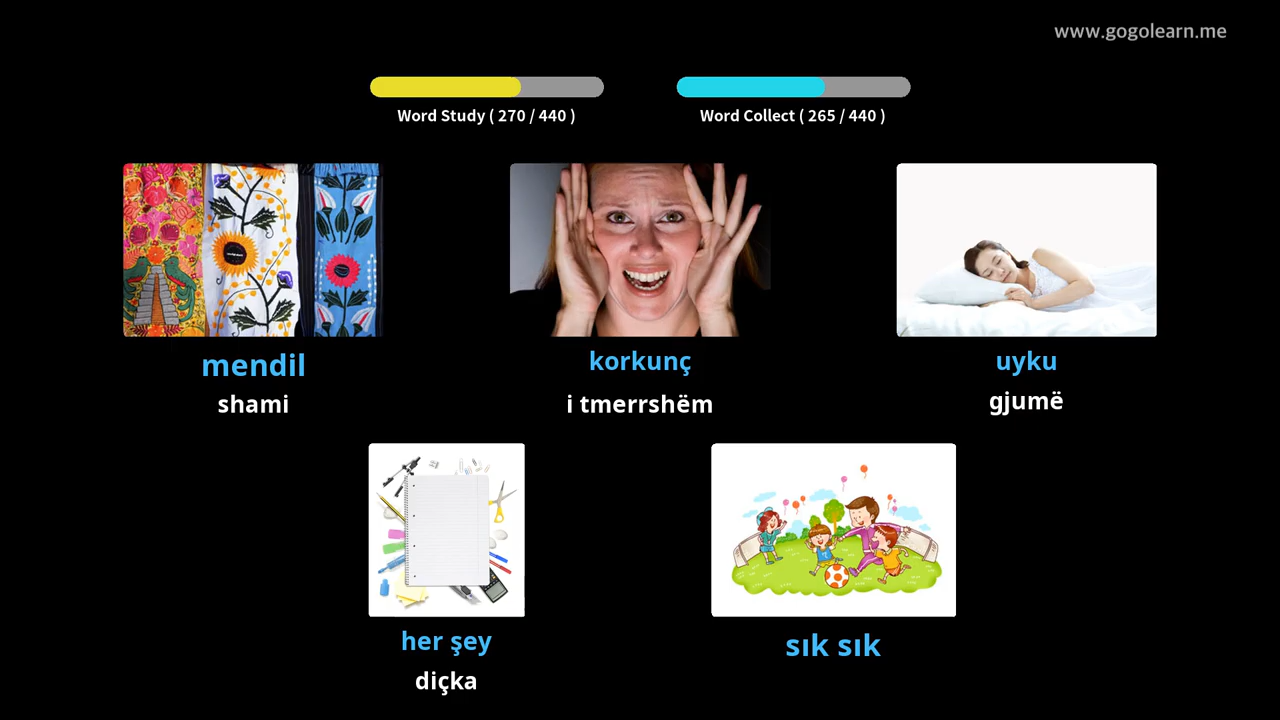 www.gogolearn.me
Word Study ( 270 / 440 )
Word Collect ( 265 / 440 )
mendil
shami
korkunç
i tmerrshëm
uyku
gjumë
her şey
diçka
sık sık